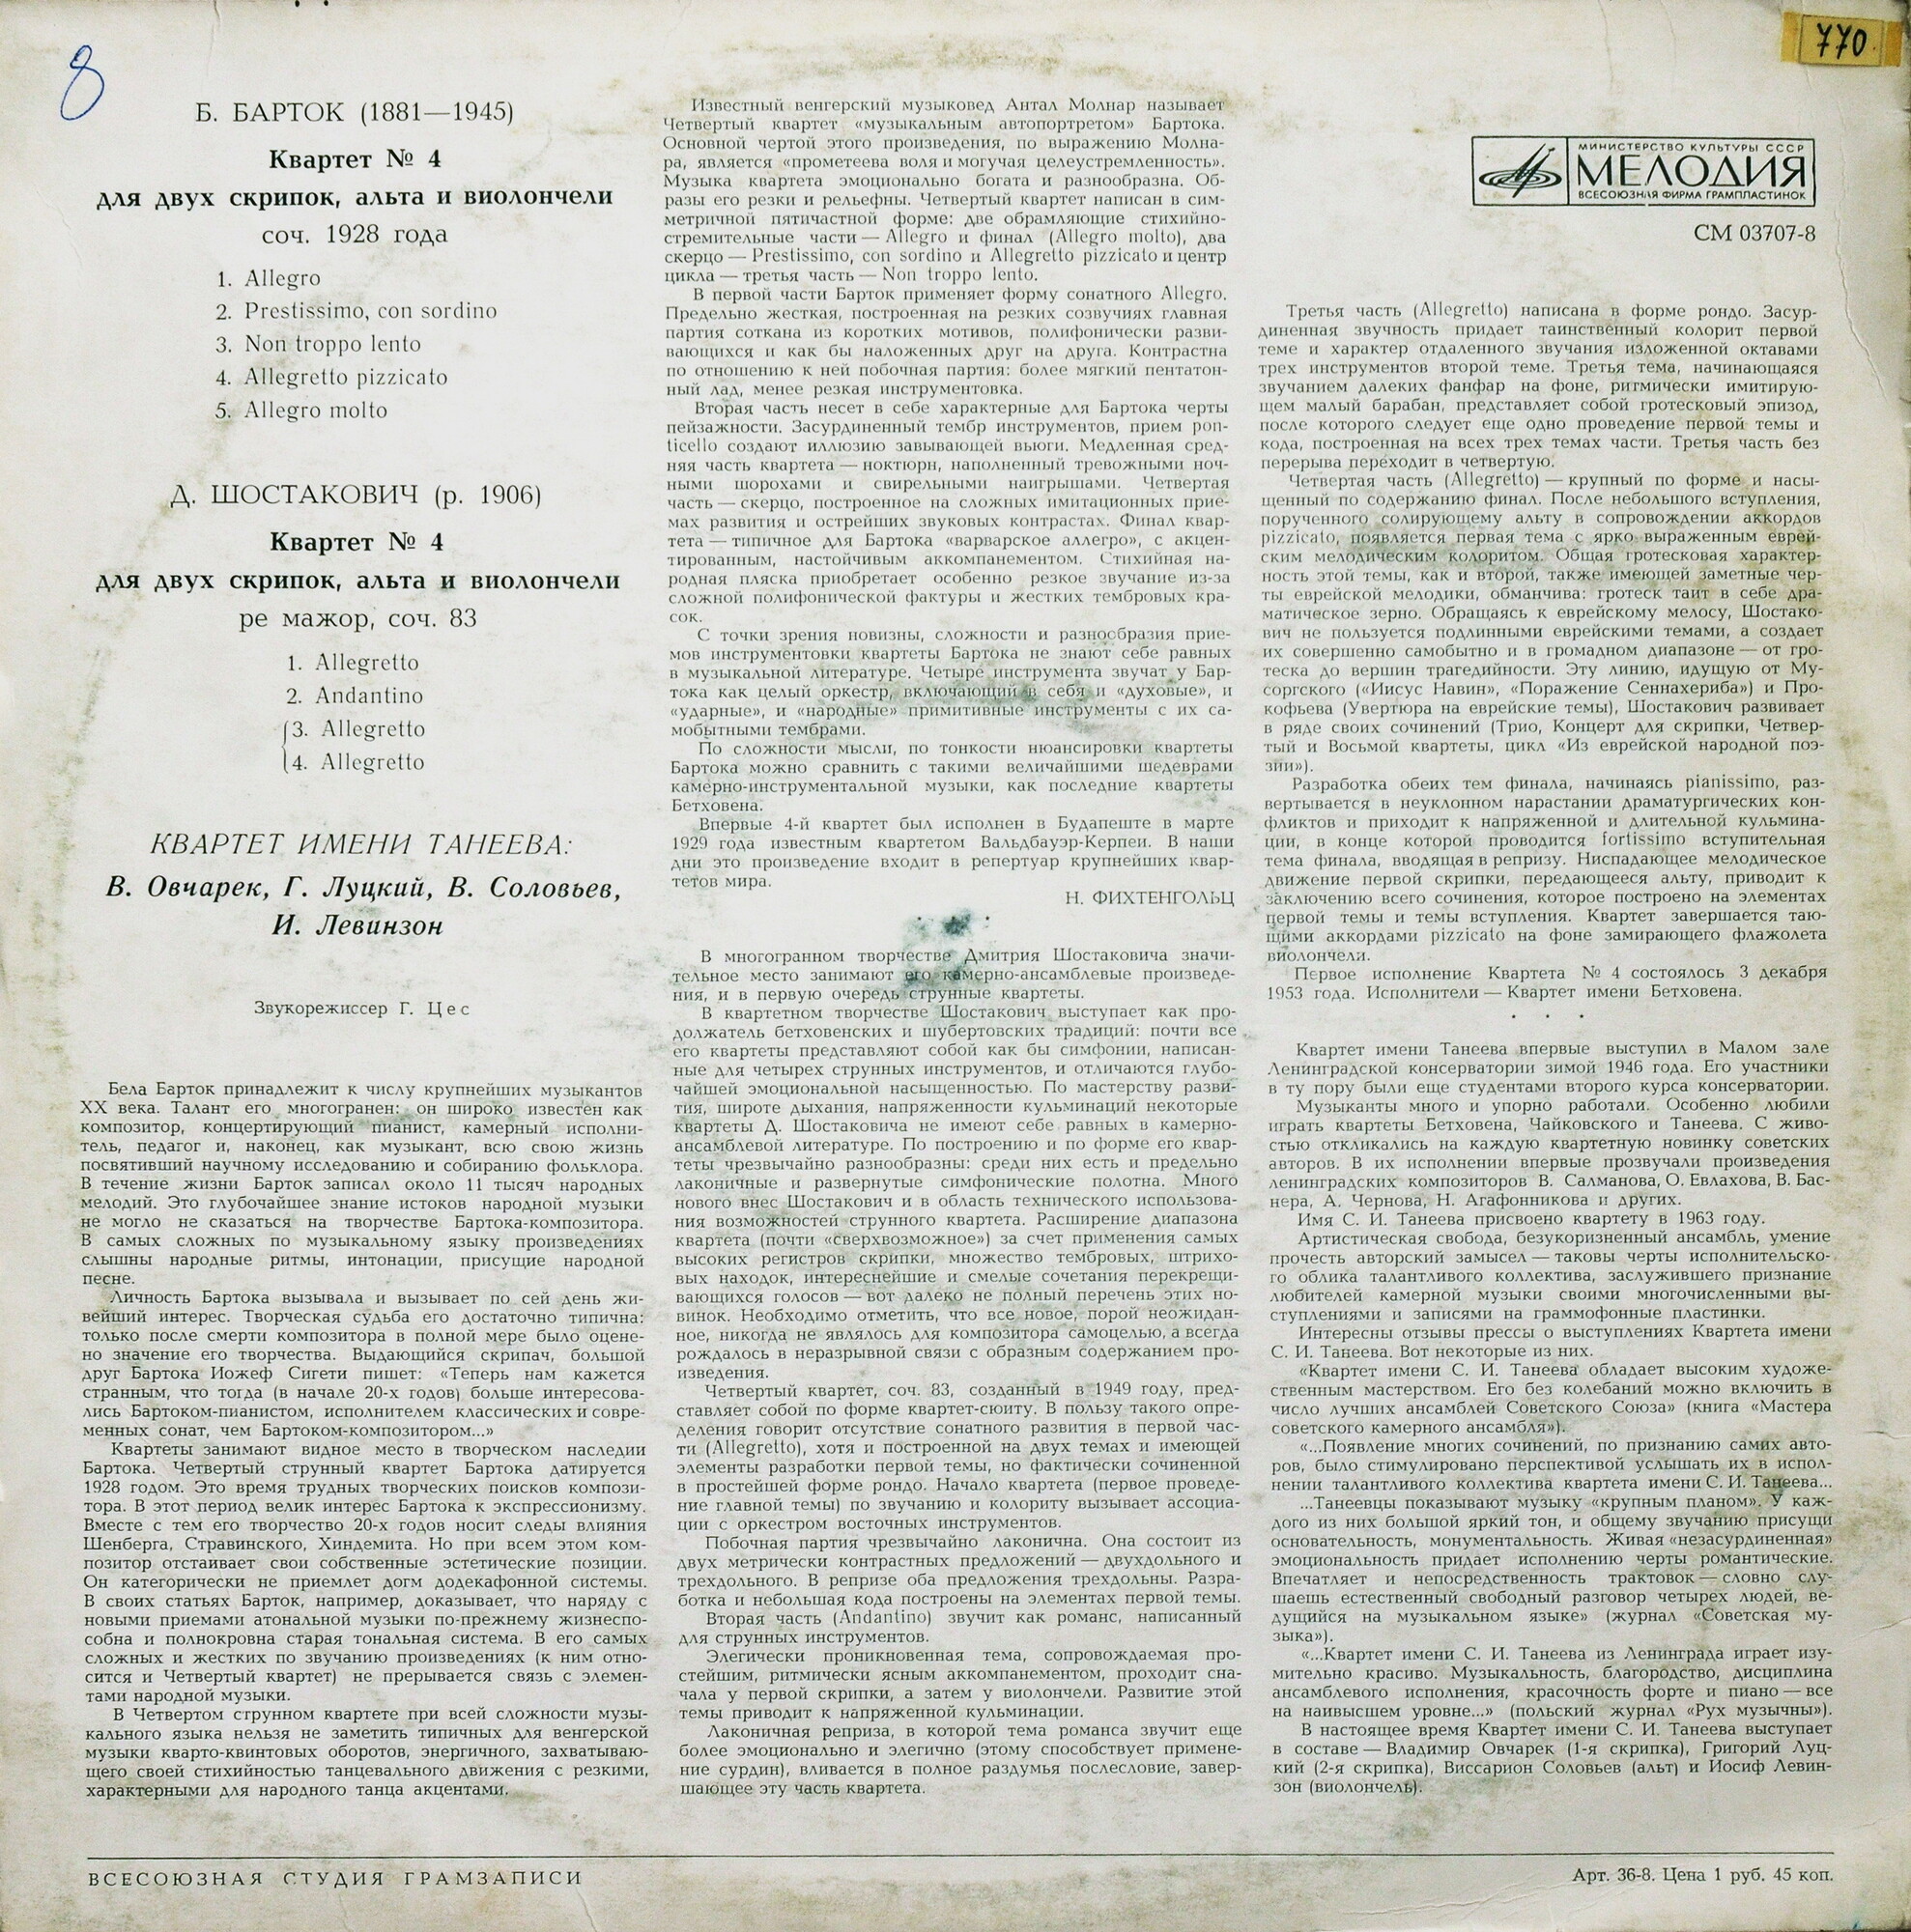 8
770
Б. БАРТОК (1881—1945)
Квартет № 4
для двух скрипок, альта и виолончели
соч. 1928 года
1. Allegro
2. Prestissimo, con sordino
3. Non troppo lento
4. Allegretto pizzicato
5. Allegro molto
Д. ШОСТАКОВИЧ (р. 1906)
Квартет № 4
для двух скрипок, альта и виолончели
ре мажор, соч. 83
1. Allegretto
2. Andantino
3. Allegretto
4. Allegretto
КВАРТЕТ ИМЕНИ ТАНЕЕВА:
В. Овчарек, Г. Луцкий, В. Соловьев,
И. Левинзон
Звукорежиссер Г. Цес
Бела Барток принадлежит к числу крупнейших музыкантов
XX века. Талант его многогранен: он широко известен как
композитор, концертирующий пианист, камерный исполни-
тель, педагог и, наконец, как музыкант, всю свою жизнь
посвятивший научному исследованию и собиранию фольклора.
В течение жизни Барток записал около 11 тысяч народных
мелодий. Это глубочайшее знание истоков народной музыки
не могло не сказаться на творчестве Бартока-композитора.
В самых сложных по музыкальному языку произведениях
слышны народные ритмы, интонации, присущие народной
песне.
Личность Бартока вызывала и вызывает по сей день жи-
вейший интерес. Творческая судьба его достаточно типична:
только после смерти композитора в полной мере было оцене-
но значение его творчества. Выдающийся скрипач, большой
друг Бартока Иожеф Сигети пишет: «Теперь нам кажется
странным, что тогда (в начале 20-х годов) больше интересова-
лись Бартоком-пианистом, исполнителем классических и совре-
менных сонат, чем Бартоком-композитором...»
Квартеты занимают видное место в творческом наследии
Бартока. Четвертый струнный квартет Бартока датируется
1928 годом. Это время трудных творческих поисков компози-
тора. В этот период велик интерес Бартока к экспрессионизму.
Вместе с тем его творчество 20-х годов носит следы влияния
Шенберга, Стравинского, Хиндемита. Но при всем этом ком-
позитор отстаивает свои собственные эстетические позиции.
Он категорически не приемлет догм додекафонной системы.
В своих статьях Барток, например, доказывает, что наряду с
новыми приемами атональной музыки по-прежнему жизнеспо-
собна и полнокровна старая тональная система. В его самых
сложных и жестких по звучанию произведениях (к ним отно-
сится и Четвертый квартет) не прерывается связь с элемен-
тами народной музыки.
В Четвертом струнном квартете при всей сложности музы-
кального языка нельзя не заметить типичных для венгерской
музыки кварто-квинтовых оборотов, энергичного, захватываю-
щего своей стихийностью танцевального движения с резкими,
характерными для народного танца акцентами.
Известный венгерский музыковед Антал Молнар называет
Четвертый квартет «музыкальным автопортретом» Бартока.
Основной чертой этого произведения, по выражению Молна-
ра, является «прометеева воля и могучая целеустремленность».
Музыка квартета эмоционально богата и разнообразна. Об-
разы его резки и рельефны. Четвертый квартет написан в сим-
метричной пятичастной форме: две обрамляющие стихийно-
стремительные части — Allegro и финал (Allegro molto), два
скерцо — Prestissimo, con sordino и Allegretto pizzicato и центр
цикла — третья часть — Non troppo lento.
В первой части Барток применяет форму сонатного Allegro.
Предельно жесткая, построенная на резких созвучиях главная
партия соткана из коротких мотивов, полифонически разви-
вающихся и как бы наложенных друг на друга. Контрастна
по отношению к ней побочная партия: более мягкий пентатон-
ный лад, менее резкая инструментовка.
Вторая часть несет в себе характерные для Бартока черты
пейзажности. Засурдиненный тембр инструментов, прием pon-
ticello создают иллюзию завывающей вьюги. Медленная сред-
няя часть квартета — ноктюрн, наполненный тревожными ноч-
ными шорохами и свирельными наигрышами. Четвертая
часть — скерцо, построенное на сложных имитационных прие-
мах развития и острейших звуковых контрастах. Финал квар-
тета — типичное для Бартока «варварское аллегро», с акцен-
тированным, настойчивым аккомпанементом. Стихийная на-
родная пляска приобретает особенно резкое звучание из-за
сложной полифонической фактуры и жестких тембровых кра-
сок.
С точки зрения новизны, сложности и разнообразия прие-
мов инструментовки квартеты Бартока не знают себе равных
в музыкальной литературе. Четыре инструмента звучат у Бар-
тока как целый оркестр, включающий в себя и «духовые», и
«ударные», и «народные» примитивные инструменты с их са-
мобытными тембрами.
По сложности мысли, по тонкости нюансировки квартеты
Бартока можно сравнить с такими величайшими шедеврами
камерно-инструментальной музыки, как последние квартеты
Бетховена.
Впервые 4-й квартет был исполнен в Будапеште в марте
1929 года известным квартетом Вальдбауэр-Керпеи. В наши
дни это произведение входит в репертуар крупнейших квар-
тетов мира.
Н. ФИХТЕНГОЛЬЦ
В многогранном творчестве Дмитрия Шостаковича значи-
тельное место занимают его камерно-ансамблевые произведе-
ния, и в первую очередь струнные квартеты.
В квартетном творчестве Шостакович выступает как про-
должатель бетховенских и шубертовских традиций: почти все
его квартеты представляют собой как бы симфонии, написан-
ные для четырех струнных инструментов, и отличаются глубо-
чайшей эмоциональной насыщенностью. По мастерству разви-
тия, широте дыхания, напряженности кульминаций некоторые
квартеты Д. Шостаковича не имеют себе равных в камерно-
ансамблевой литературе. По построению и по форме его квар-
теты чрезвычайно разнообразны: среди них есть и предельно
лаконичные и развернутые симфонические полотна. Много
нового внес Шостакович и в область технического использова-
ния возможностей струнного квартета. Расширение диапазона
квартета (почти «сверхвозможное») за счет применения самых
высоких регистров скрипки, множество тембровых, штрихо-
вых находок, интереснейшие и смелые сочетания перекрещи-
вающихся голосов — вот далеко не полный перечень этих но-
винок. Необходимо отметить, что все новое, порой неожидан-
ное, никогда не являлось для композитора самоцелью, а всегда
рождалось в неразрывной связи с образным содержанием про-
изведения.
Четвертый квартет, соч. 83, созданный в 1949 году, пред-
ставляет собой по форме квартет-сюиту. В пользу такого опре-
деления говорит отсутствие сонатного развития в первой час-
ти (Allegretto), хотя и построенной на двух темах и имеющей
элементы разработки первой темы, но фактически сочиненной
в простейшей форме рондо. Начало квартета (первое проведе-
ние главной темы) по звучанию и колориту вызывает ассоциа-
ции с оркестром восточных инструментов.
Побочная партия чрезвычайно лаконична. Она состоит из
двух метрически контрастных предложений — двухдольного и
трехдольного. В репризе оба предложения трехдольны. Разра-
ботка и небольшая кода построены на элементах первой темы.
Вторая часть (Andantino) звучит как романс, написанный
для струнных инструментов.
Элегически проникновенная тема, сопровождаемая про-
стейшим, ритмически ясным аккомпанементом, проходит сна-
чала у первой скрипки, а затем у виолончели. Развитие этой
темы приводит к напряженной кульминации.
Лаконичная реприза, в которой тема романса звучит еще
более эмоционально и элегично (этому способствует примене-
ние сурдин), вливается в полное раздумья послесловие, завер-
шающее эту часть квартета.
МИНИСТЕРСТВО КУЛЬТУРЫ СССР
МЕЛОДИЯ
ВСЕСОЮЗНАЯ ФИРМА ГРАМПЛАСТИНОК
СМ 03707-8
Третья часть (Allegretto) написана в форме рондо. Засур-
диненная звучность придает таинственный колорит первой
теме и характер отдаленного звучания изложенной октавами
трех инструментов второй теме. Третья тема, начинающаяся
звучанием далеких фанфар на фоне, ритмически имитирую-
щем малый барабан, представляет собой гротесковый эпизод,
после которого следует еще одно проведение первой темы и
кода, построенная на всех трех темах части. Третья часть без
перерыва переходит в четвертую.
Четвертая часть (Allegretto) — крупный по форме и насы-
щенный по содержанию финал. После небольшого вступления,
порученного солирующему альту в сопровождении аккордов
pizzicato, появляется первая тема с ярко выраженным еврей-
ским мелодическим колоритом. Общая гротесковая характер-
ность этой темы, как и второй, также имеющей заметные чер-
ты еврейской мелодики, обманчива: гротеск таит в себе дра-
матическое зерно. Обращаясь к еврейскому мелосу, Шостако-
вич не пользуется подлинными еврейскими темами, а создает
их совершенно самобытно и в громадном диапазоне — от гро-
теска до вершин трагедийности. Эту линию, идущую от Му-
соргского («Иисус Навин», «Поражение Сеннахериба») и Про-
кофьева (Увертюра на еврейские темы), Шостакович развивает
в ряде своих сочинений (Трио, Концерт для скрипки, Четвер-
тый и Восьмой квартеты, цикл «Из еврейской народной поэ-
зии»).
Разработка обеих тем финала, начинаясь pianissimo, раз-
вертывается в неуклонном нарастании драматургических кон-
фликтов и приходит к напряженной и длительной кульмина-
ции, в конце которой проводится fortissimo вступительная
тема финала, вводящая в репризу. Ниспадающее мелодическое
движение первой скрипки, передающееся альту, приводит к
заключению всего сочинения, которое построено на элементах
первой темы и темы вступления. Квартет завершается таю-
щими аккордами pizzicato на фоне замирающего флажолета
виолончели.
Первое исполнение Квартета № 4 состоялось 3 декабря
1953 года. Исполнители — Квартет имени Бетховена.
Квартет имени Танеева впервые выступил в Малом зале
Ленинградской консерватории зимой 1946 года. Его участники
в ту пору были еще студентами второго курса консерватории.
Музыканты много и упорно работали. Особенно любили
играть квартеты Бетховена, Чайковского и Танеева. С живо-
стью откликались на каждую квартетную новинку советских
авторов. В их исполнении впервые прозвучали произведения
ленинградских композиторов В. Салманова, О. Евлахова, В. Бас-
нера, А. Чернова, Н. Агафонникова и других.
Имя С. И. Танеева присвоено квартету в 1963 году.
Артистическая свобода, безукоризненный ансамбль, умение
прочесть авторский замысел — таковы черты исполнительско-
го облика талантливого коллектива, заслужившего признание
любителей камерной музыки своими многочисленными вы-
ступлениями и записями на граммофонные пластинки.
Интересны отзывы прессы о выступлениях Квартета имени
С. И. Танеева. Вот некоторые из них.
«Квартет имени С. И. Танеева обладает высоким художе-
ственным мастерством. Его без колебаний можно включить в
число лучших ансамблей Советского Союза» (книга «Мастера
советского камерного ансамбля»).
«...Появление многих сочинений, по признанию самих авто-
ров, было стимулировано перспективой услышать их в испол-
нении талантливого коллектива квартета имени С. И. Танеева...
...Танеевцы показывают музыку «крупным планом». У каж-
дого из них большой яркий тон, и общему звучанию присущи
основательность, монументальность. Живая «незасурдиненная»
эмоциональность придает исполнению черты романтические.
Впечатляет и непосредственность трактовок — словно слу-
шаешь естественный свободный разговор четырех людей, ве-
дущийся на музыкальном языке» (журнал «Советская му-
зыка»).
«...Квартет имени С. И. Танеева из Ленинграда играет изу-
мительно красиво. Музыкальность, благородство, дисциплина
ансамблевого исполнения, красочность форте и пиано — все
на наивысшем уровне...» (польский журнал «Рух музычны»).
В настоящее время Квартет имени С. И. Танеева выступает
в составе — Владимир Овчарек (1-я скрипка), Григорий Луц-
кий (2-я скрипка), Виссарион Соловьев (альт) и Иосиф Левин-
зон (виолончель).
ВСЕСОЮЗНАЯ СТУДИЯ ГРАМЗАПИСИ
Арт. 36-8. Цена 1 руб. 45 коп.